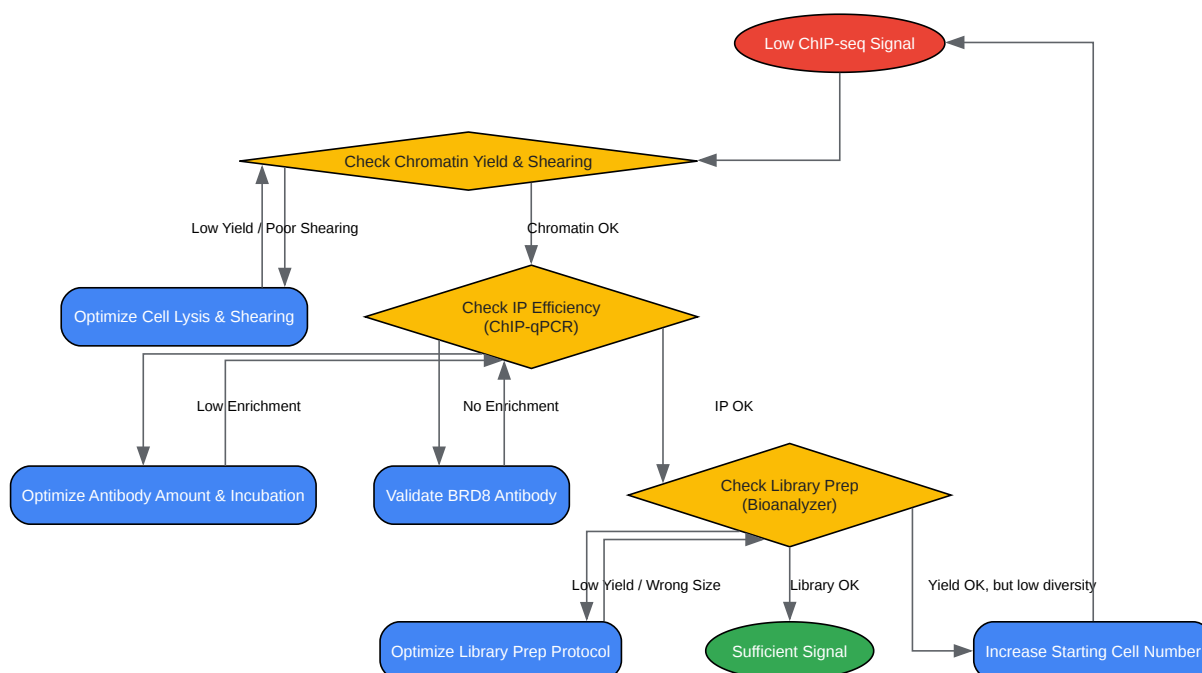 Low ChIP-seq Signal
Check Chromatin Yield & Shearing
Low Yield / Poor Shearing
Chromatin OK
Optimize Cell Lysis & Shearing
Check IP Efficiency
(ChIP-qPCR)
Low Enrichment
No Enrichment
IP OK
Optimize Antibody Amount & Incubation
Validate BRD8 Antibody
Check Library Prep
(Bioanalyzer)
Low Yield / Wrong Size
Library OK
Yield OK, but low diversity
Optimize Library Prep Protocol
Sufficient Signal
Increase Starting Cell Number